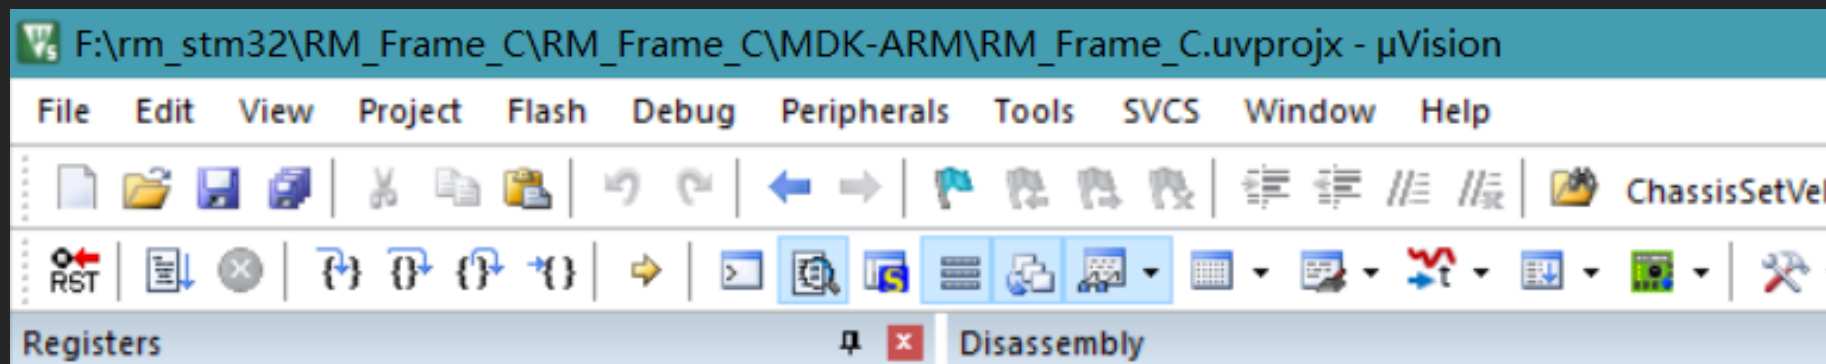 F:\rm_stm32\RM_Frame_C\RM_Frame_C\MDK-ARM\RM_Frame_C.uvprojx - µVision
File Edit View Project Flash Debug Peripherals Tools SVCS Window Help
ChassisSetVel
RST
Registers Disassembly